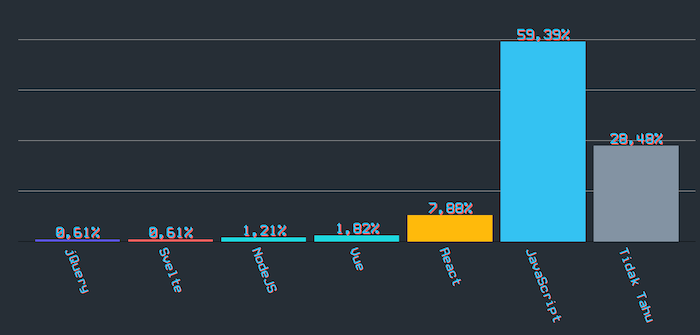 59,39%
28,48%
7,88%
1,82%
1,21%
0,61%
0,61%
jQuery
Svelte
NodeJS
Vue
React
JavaScript
Tidak Tahu